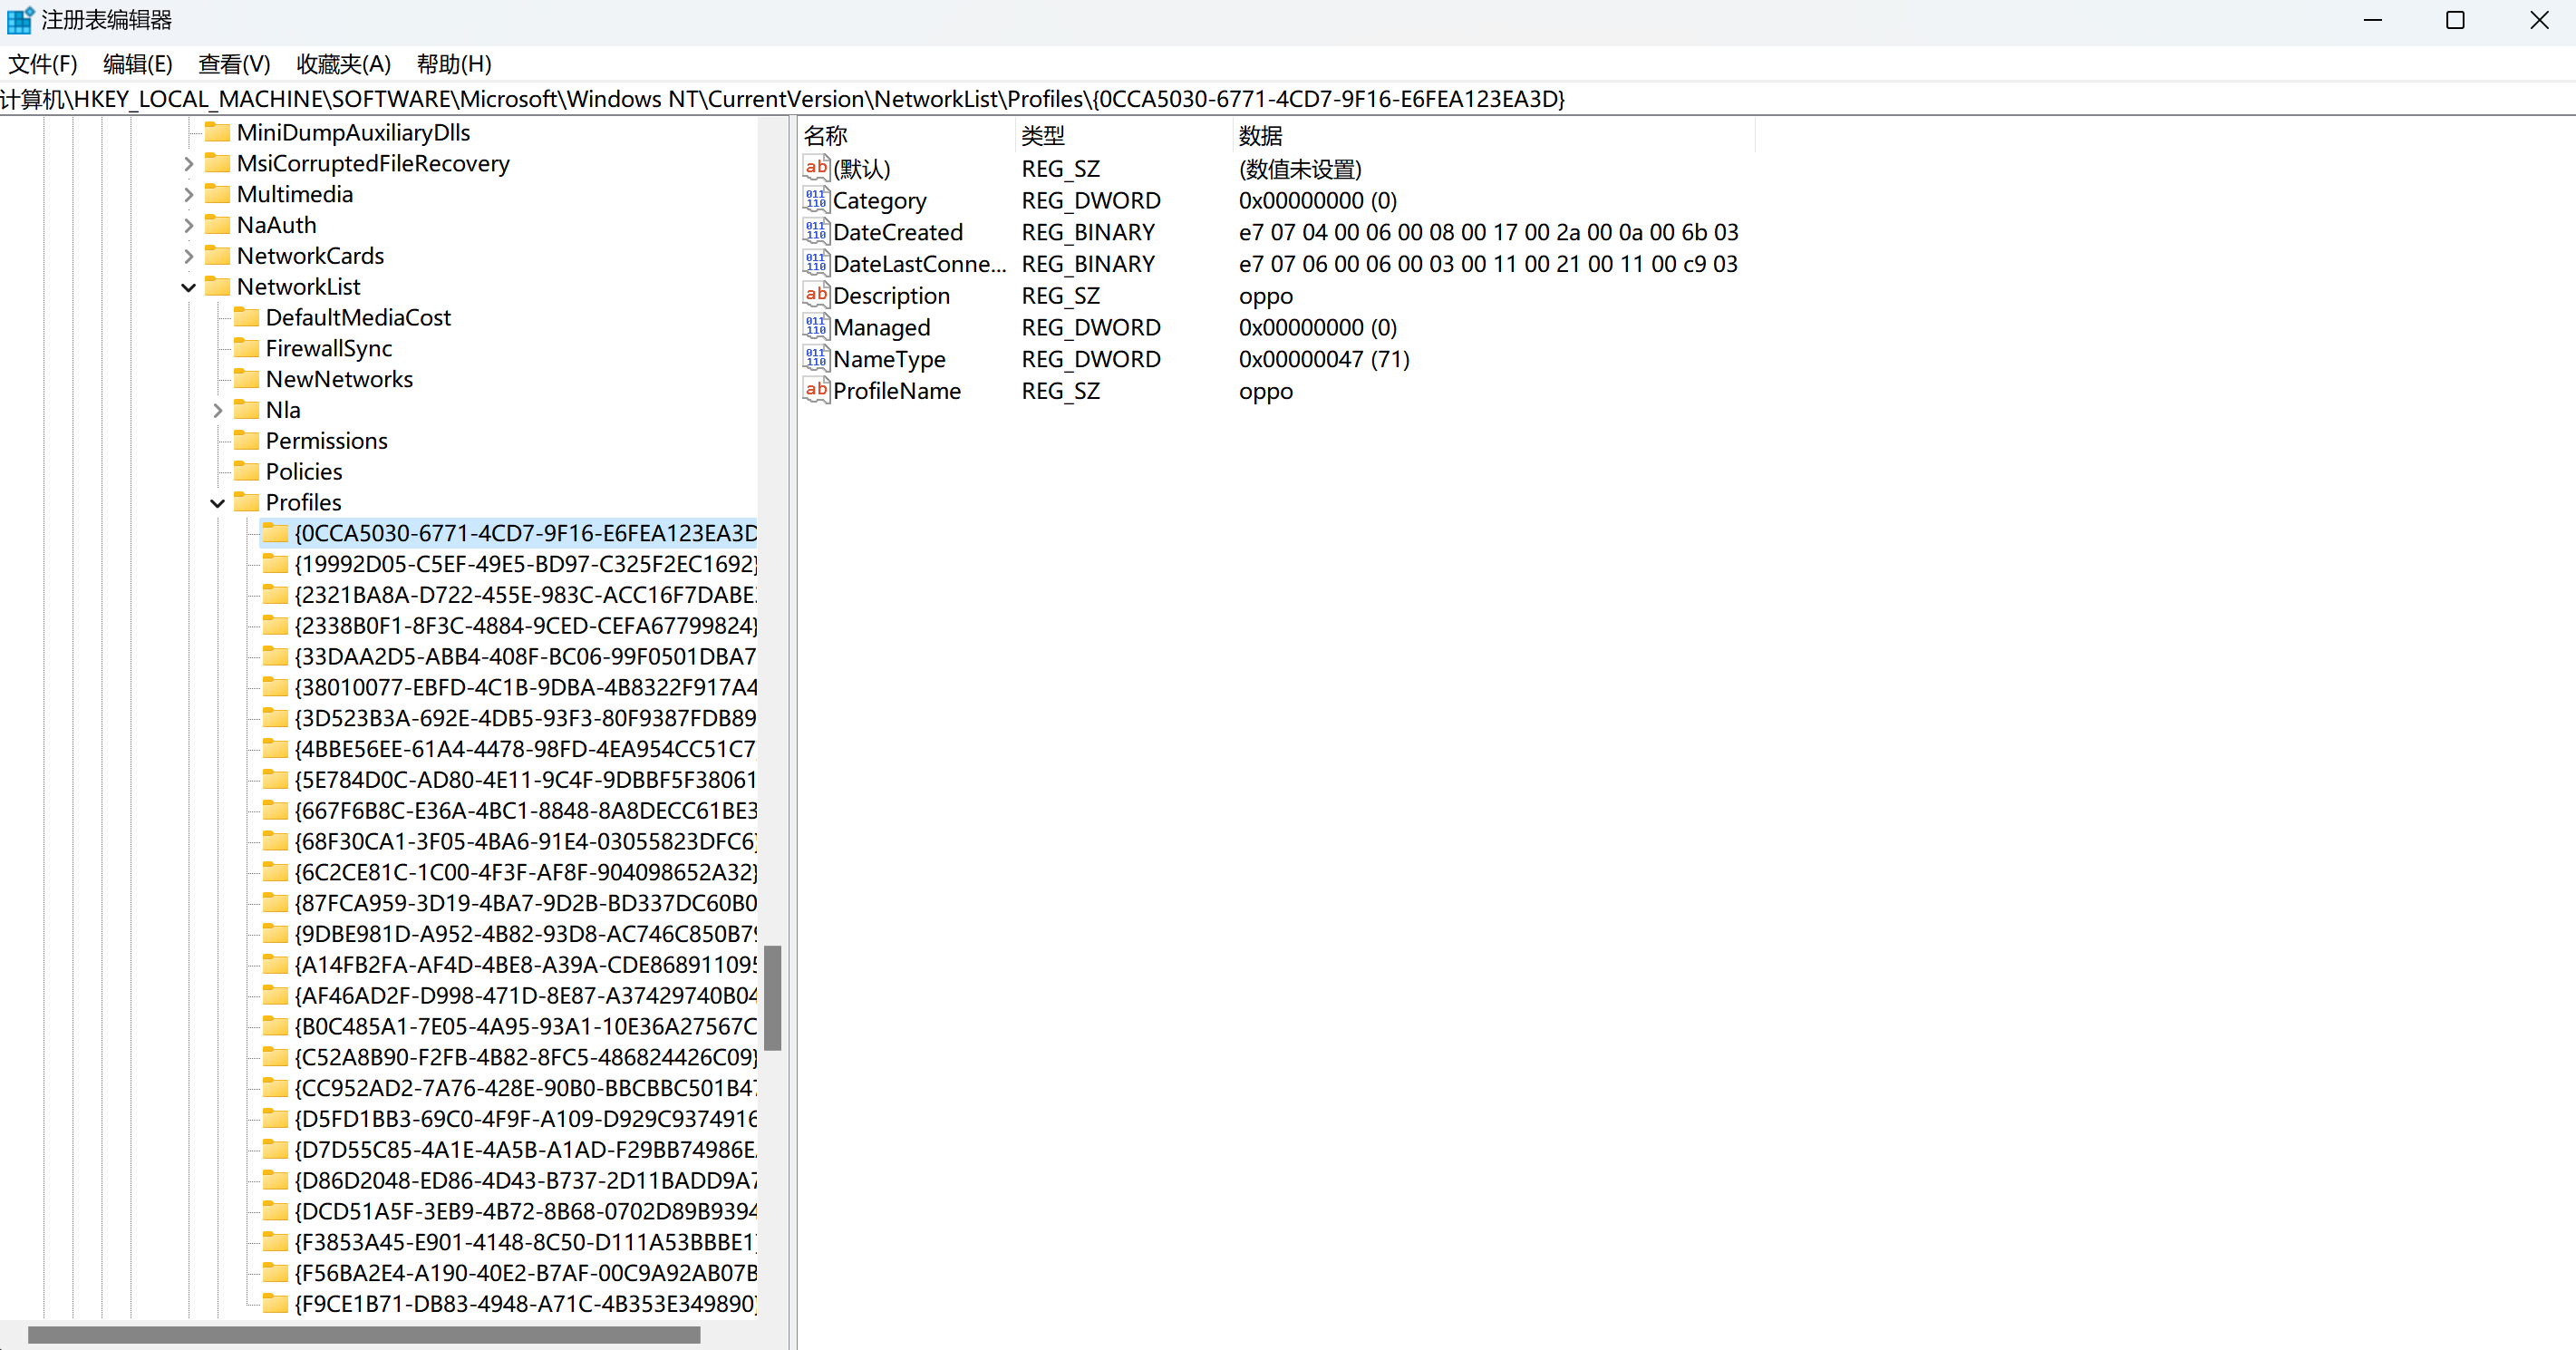 注册表编辑器
文件(F) 编辑(E) 查看(V) 收藏夹(A) 帮助(H)
计算机\HKEY_LOCAL_MACHINE\SOFTWARE\Microsoft\Windows NT\CurrentVersion\NetworkList\Profiles\{0CCA5030-6771-4CD7-9F16-E6FEA123EA3D}
MiniDumpAuxiliaryDlls
MsiCorruptedFileRecovery
Multimedia
NaAuth
NetworkCards
NetworkList
DefaultMediaCost
FirewallSync
NewNetworks
Nla
Permissions
Policies
Profiles
{0CCA5030-6771-4CD7-9F16-E6FEA123EA3D
{19992D05-C5EF-49E5-BD97-C325F2EC1692}
{2321BA8A-D722-455E-983C-ACC16F7DABE
{2338B0F1-8F3C-4884-9CED-CEFA67799824}
{33DAA2D5-ABB4-408F-BC06-99F0501DBA7
{38010077-EBFD-4C1B-9DBA-4B8322F917A4
{3D523B3A-692E-4DB5-93F3-80F9387FDB89
{4BBE56EE-61A4-4478-98FD-4EA954CC51C7
{5E784D0C-AD80-4E11-9C4F-9DBBF5F38061
{667F6B8C-E36A-4BC1-8848-8A8DECC61BE3
{68F30CA1-3F05-4BA6-91E4-03055823DFC6}
{6C2CE81C-1C00-4F3F-AF8F-904098652A32}
{87FCA959-3D19-4BA7-9D2B-BD337DC60B0
{9DBE981D-A952-4B82-93D8-AC746C850B79
{A14FB2FA-AF4D-4BE8-A39A-CDE868911095
{AF46AD2F-D998-471D-8E87-A37429740B04
{B0C485A1-7E05-4A95-93A1-10E36A27567C
{C52A8B90-F2FB-4B82-8FC5-486824426C09}
{CC952AD2-7A76-428E-90B0-BBCBBC501B47
{D5FD1BB3-69C0-4F9F-A109-D929C9374916
{D7D55C85-4A1E-4A5B-A1AD-F29BB74986E
{D86D2048-ED86-4D43-B737-2D11BADD9A7
{DCD51A5F-3EB9-4B72-8B68-0702D89B9394
{F3853A45-E901-4148-8C50-D111A53BBBE1}
{F56BA2E4-A190-40E2-B7AF-00C9A92AB07B
{F9CE1B71-DB83-4948-A71C-4B353E349890}
名称 类型 数据
(默认) REG_SZ (数值未设置)
Category REG_DWORD 0x00000000 (0)
DateCreated REG_BINARY e7 07 04 00 06 00 08 00 17 00 2a 00 0a 00 6b 03
DateLastConne... REG_BINARY e7 07 06 00 06 00 03 00 11 00 21 00 11 00 c9 03
Description REG_SZ oppo
Managed REG_DWORD 0x00000000 (0)
NameType REG_DWORD 0x00000047 (71)
ProfileName REG_SZ oppo